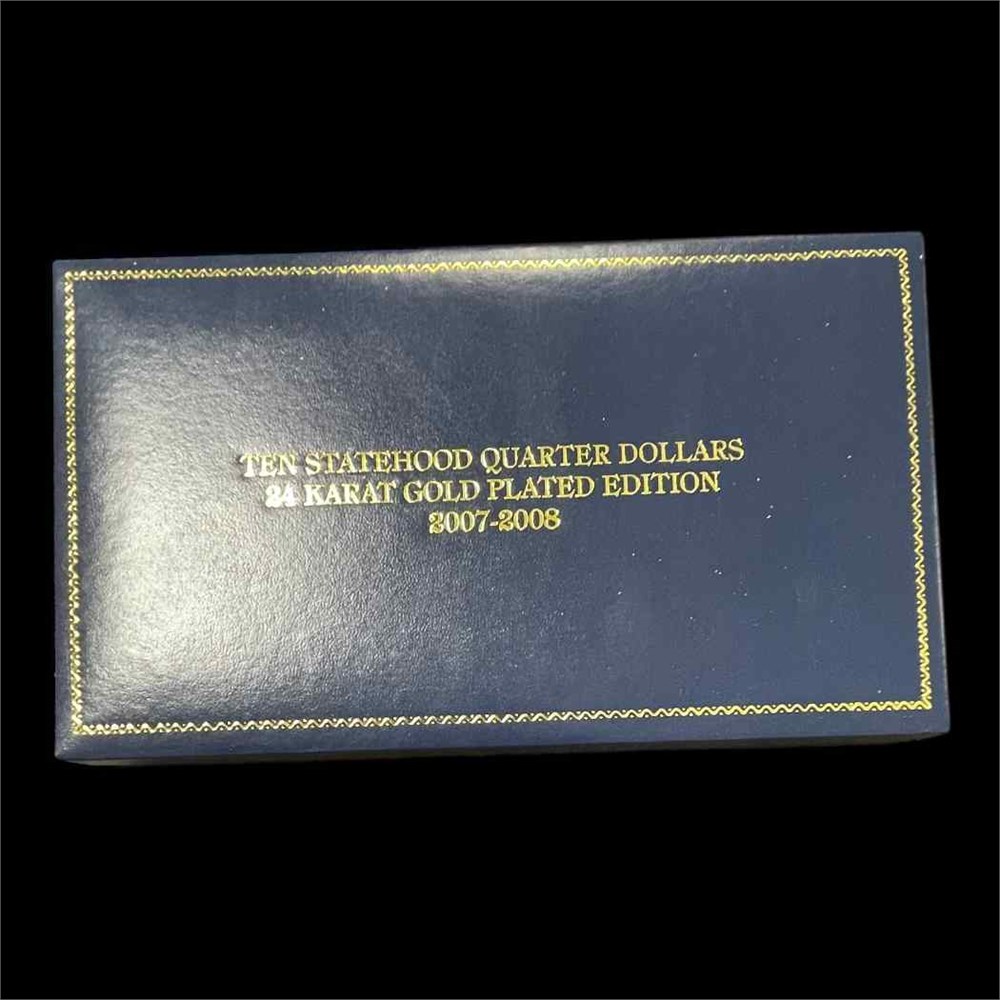 TEN STATEHOOD QUARTER DOLLARS
24 KARAT GOLD PLATED EDITION
2007-2008